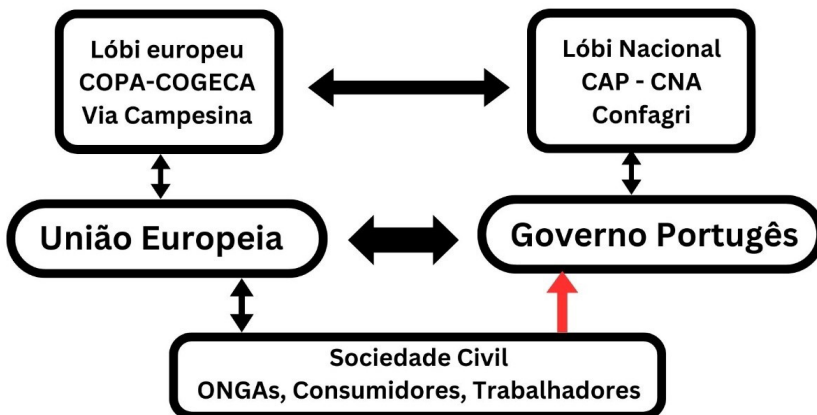 Lóbi europeu
COPA-COGECA
Via Campesina
Lóbi Nacional
CAP - CNA
Confagri
União Europeia
Governo Portugês
Sociedade Civil
ONGAs, Consumidores, Trabalhadores